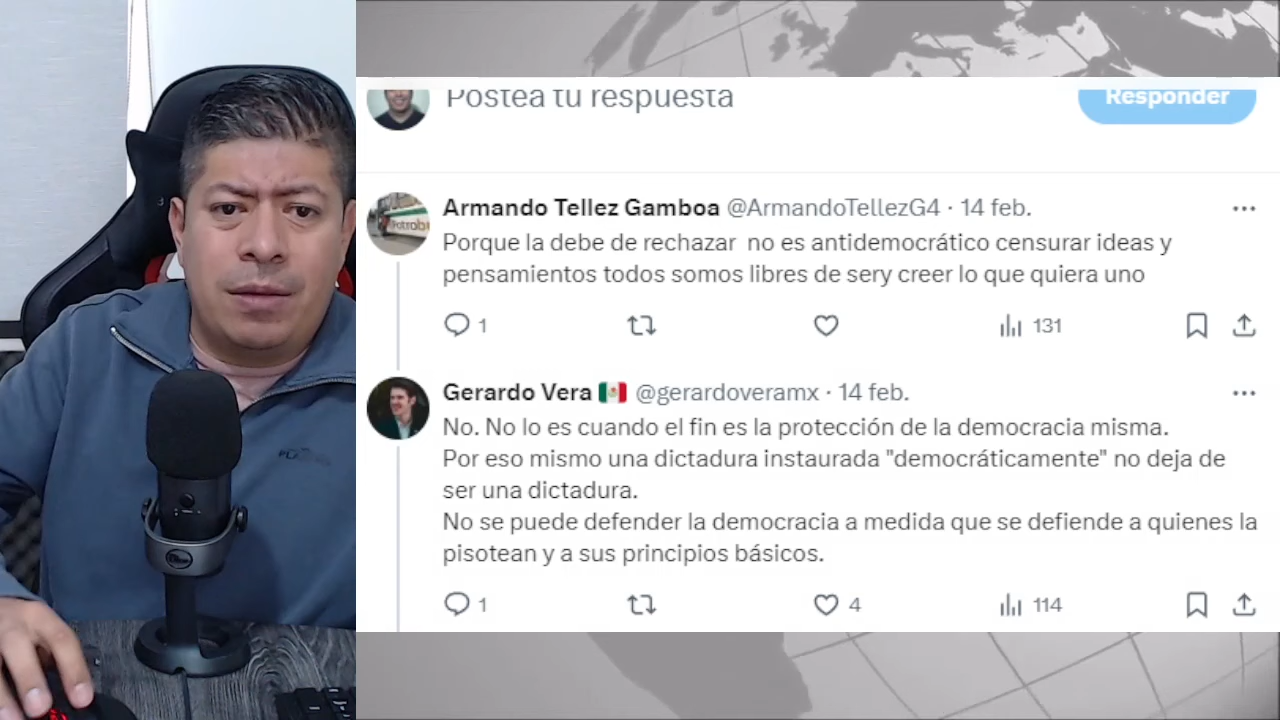 Postea tu respuesta
Responder
Armando Tellez Gamboa @ArmandoTellezG4 · 14 feb.
Porque la debe de rechazar  no es antidemocrático censurar ideas y
pensamientos todos somos libres de sery creer lo que quiera uno
1
131
Gerardo Vera @gerardoveramx · 14 feb.
No. No lo es cuando el fin es la protección de la democracia misma.
Por eso mismo una dictadura instaurada "democráticamente" no deja de
ser una dictadura.
No se puede defender la democracia a medida que se defiende a quienes la
pisotean y a sus principios básicos.
1
4
114